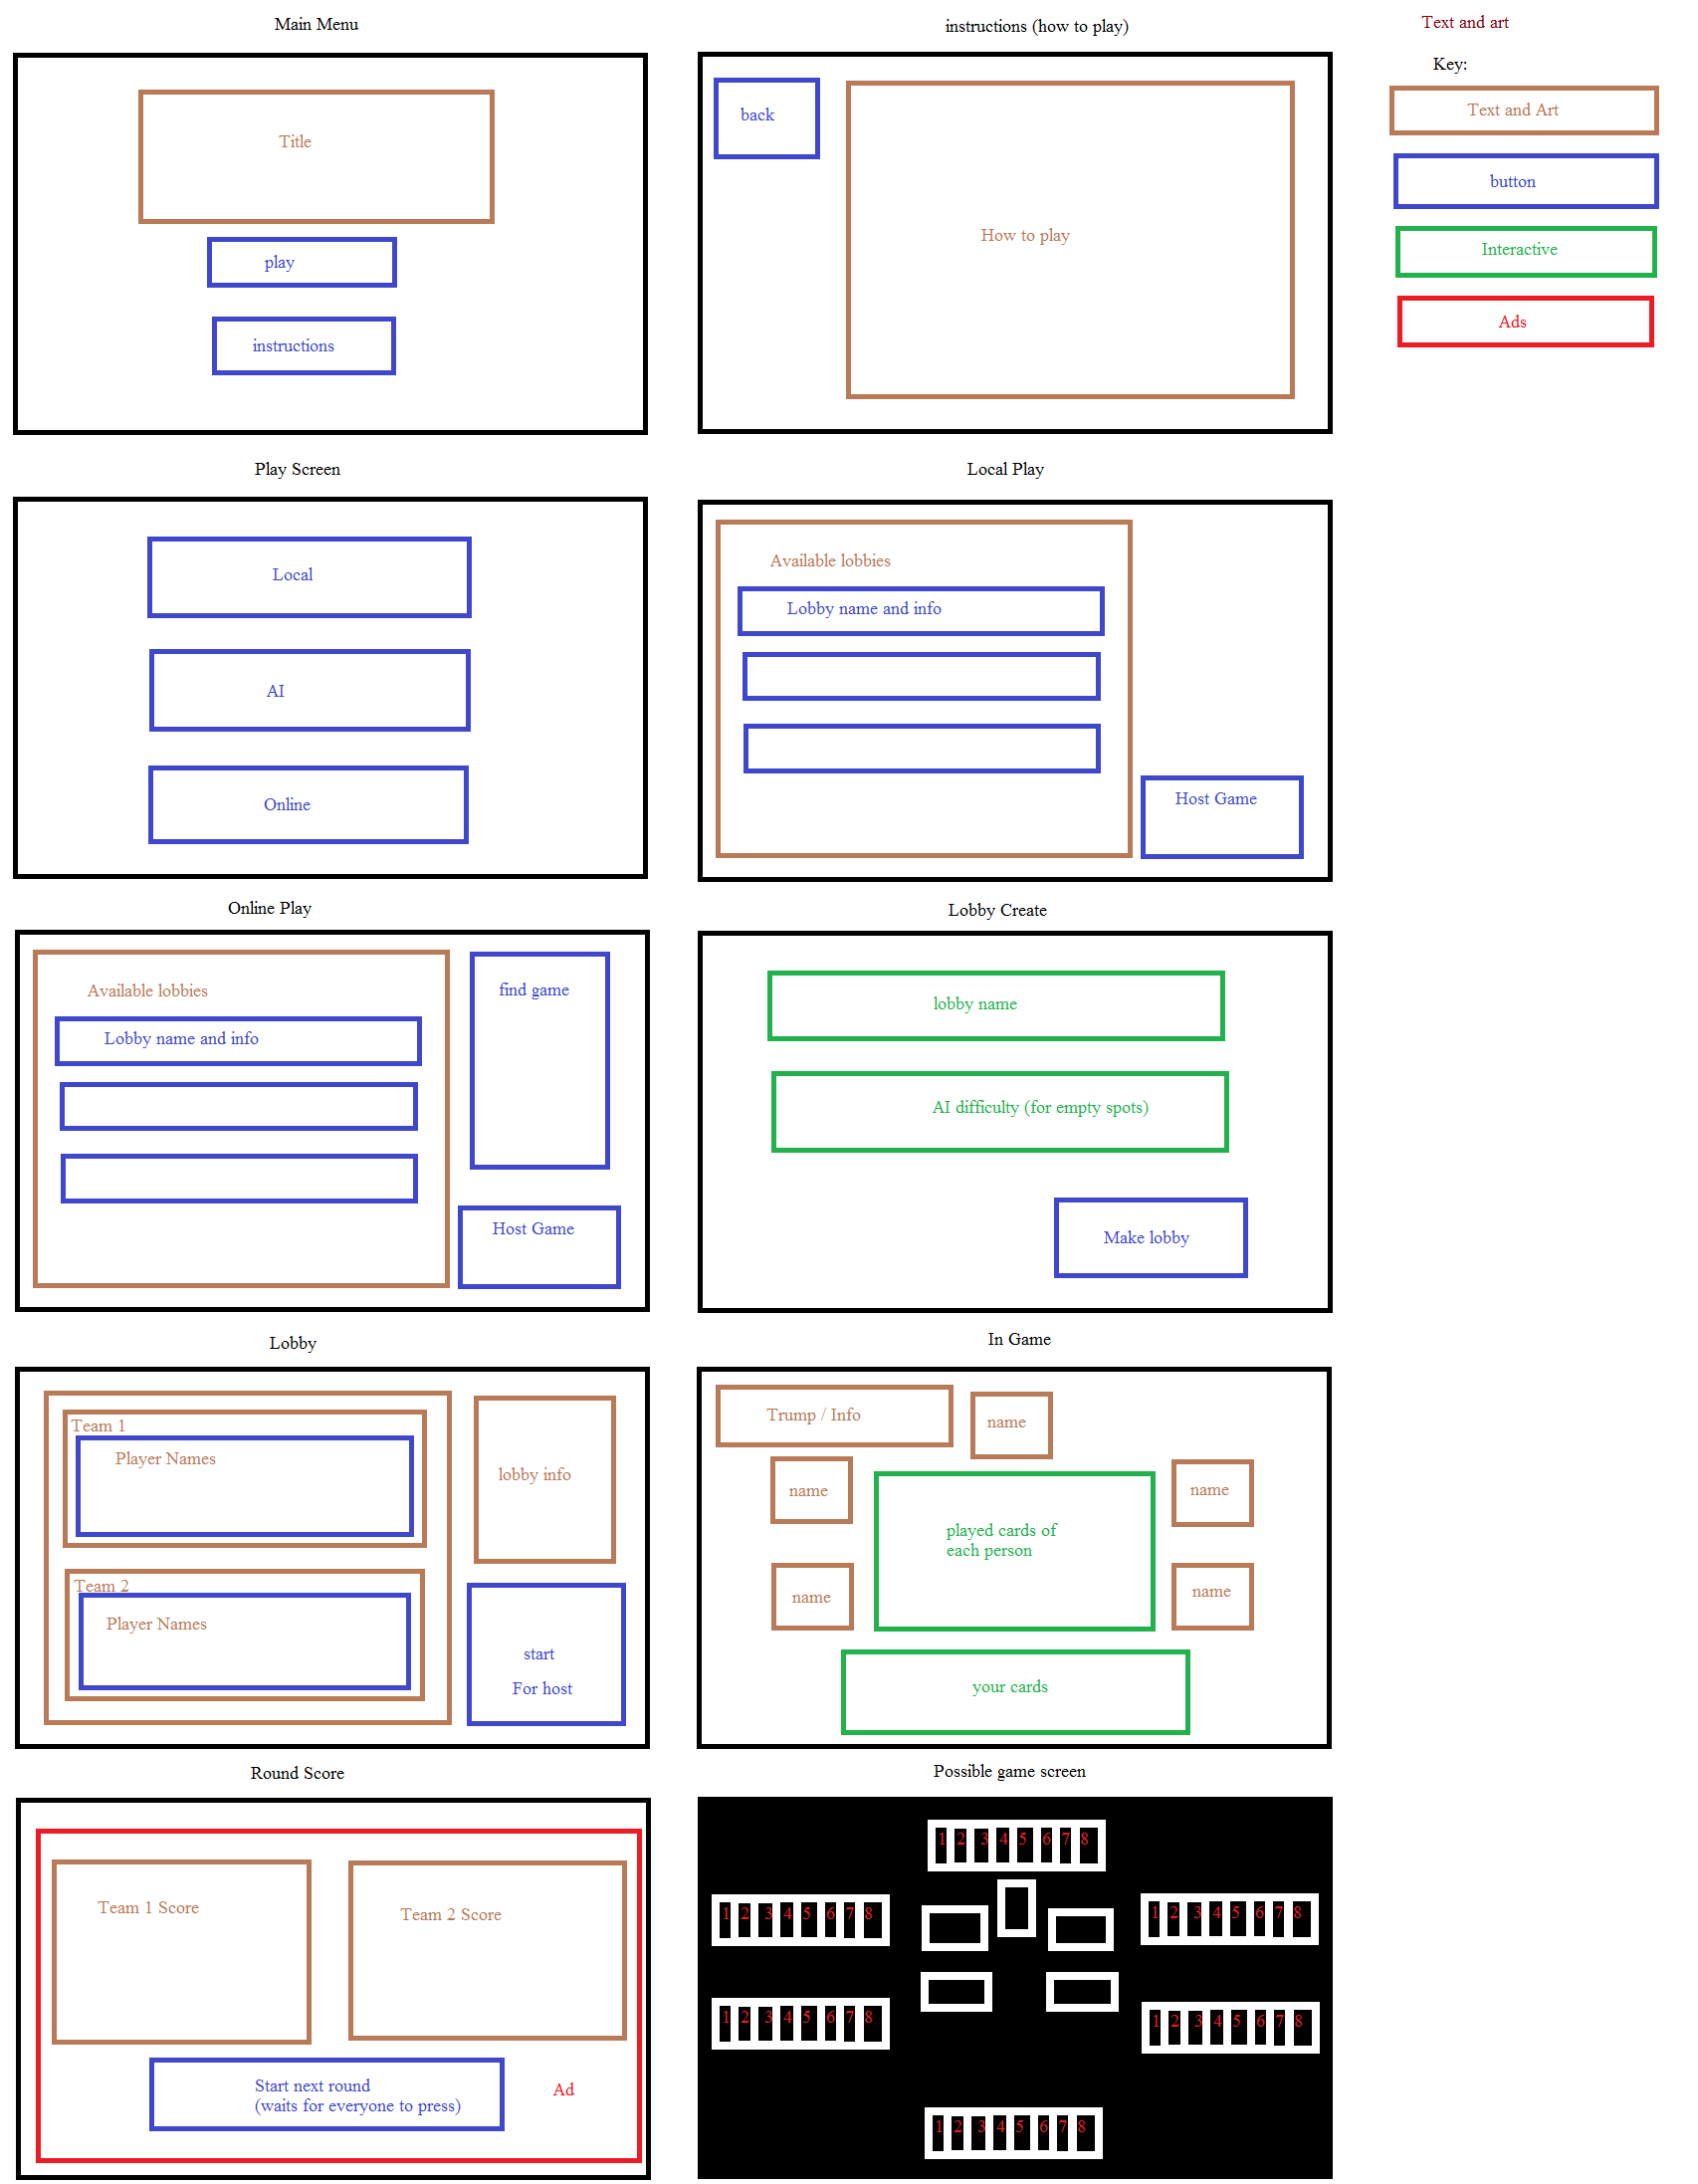 Main Menu
Title
play
instructions
instructions (how to play)
back
How to play
Text and art
Key:
Text and Art
button
Interactive
Ads
Play Screen
Local
AI
Online
Local Play
Available lobbies
Lobby name and info
Host Game
Online Play
Available lobbies
Lobby name and info
find game
Host Game
Lobby Create
lobby name
AI difficulty (for empty spots)
Make lobby
Lobby
Team 1
Player Names
Team 2
Player Names
lobby info
start
For host
In Game
Trump / Info
name
name
name
name
name
played cards of
each person
your cards
Round Score
Team 1 Score
Team 2 Score
Start next round
(waits for everyone to press)
Ad
Possible game screen
1 2 3 4 5 6 7 8
1 2 3 4 5 6 7 8
1 2 3 4 5 6 7 8
1 2 3 4 5 6 7 8
1 2 3 4 5 6 7 8
1 2 3 4 5 6 7 8